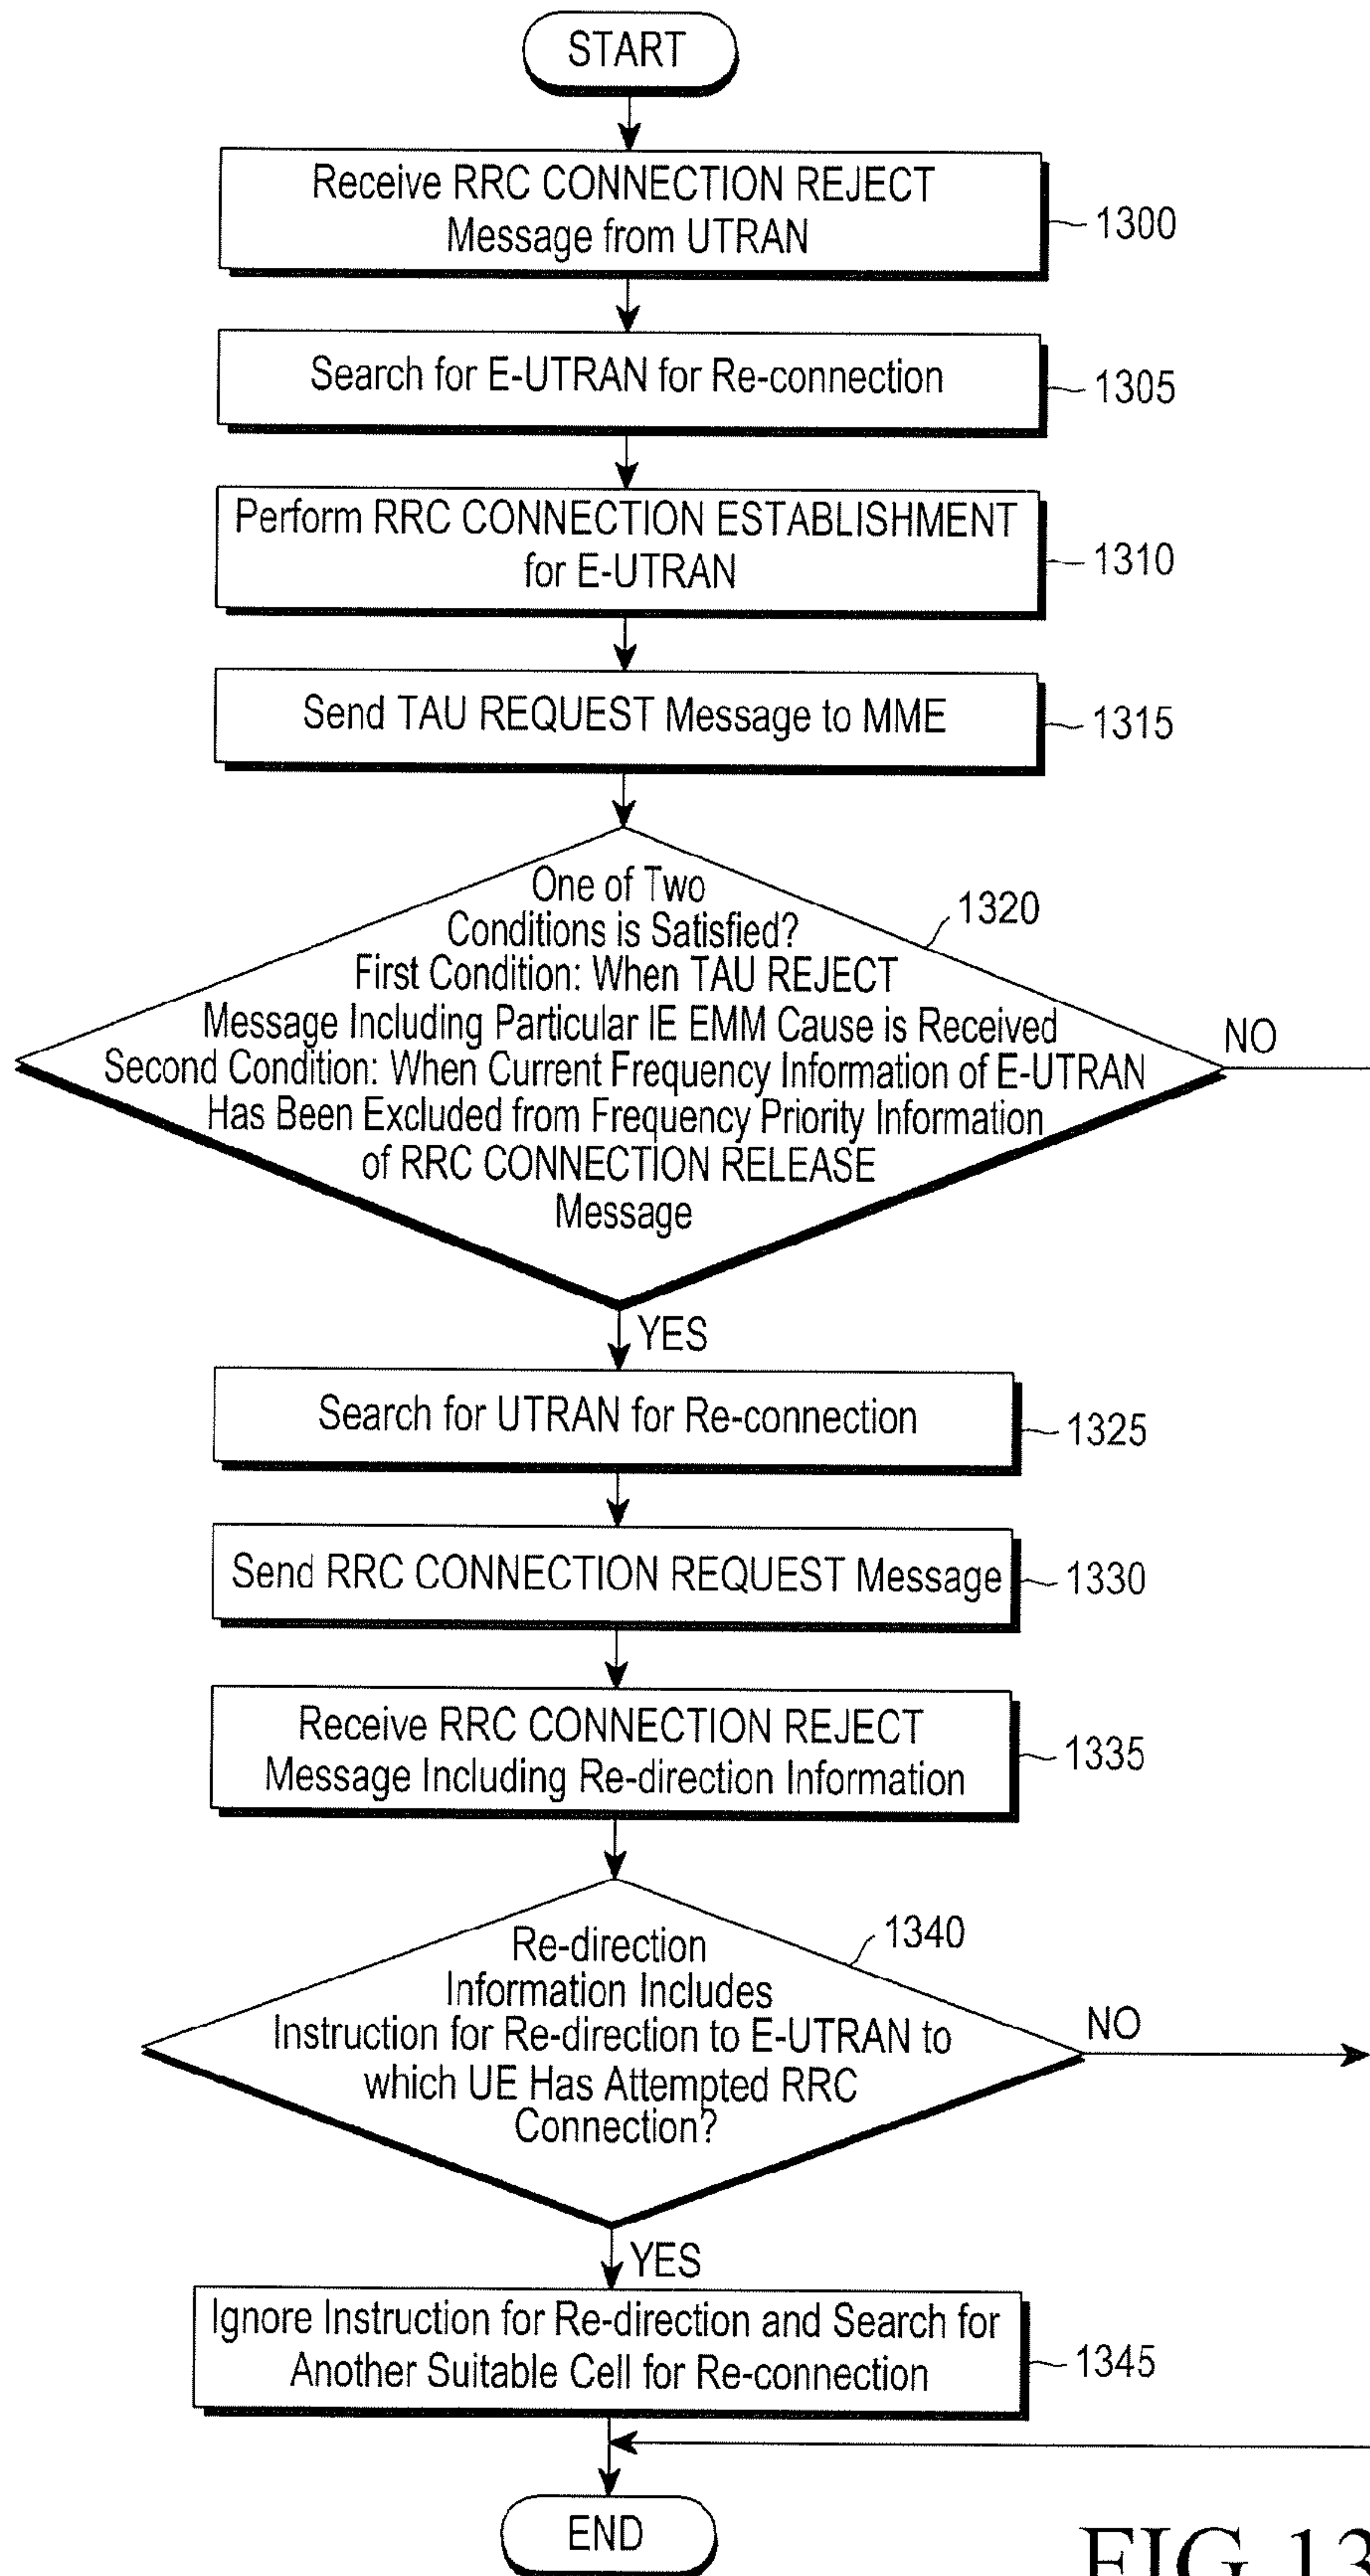 START
Receive RRC CONNECTION REJECT
Message from UTRAN
1300
Search for E-UTRAN for Re-connection
1305
Perform RRC CONNECTION ESTABLISHMENT
for E-UTRAN
1310
Send TAU REQUEST Message to MME
1315
One of Two
Conditions is Satisfied?
First Condition: When TAU REJECT
Message Including Particular IE EMM Cause is Received
Second Condition: When Current Frequency Information of E-UTRAN
Has Been Excluded from Frequency Priority Information
of RRC CONNECTION RELEASE
Message
1320
NO
YES
Search for UTRAN for Re-connection
1325
Send RRC CONNECTION REQUEST Message
1330
Receive RRC CONNECTION REJECT
Message Including Re-direction Information
1335
Re-direction
Information Includes
Instruction for Re-direction to E-UTRAN to
which UE Has Attempted RRC
Connection?
1340
NO
YES
Ignore Instruction for Re-direction and Search for
Another Suitable Cell for Re-connection
1345
END
FIG.13